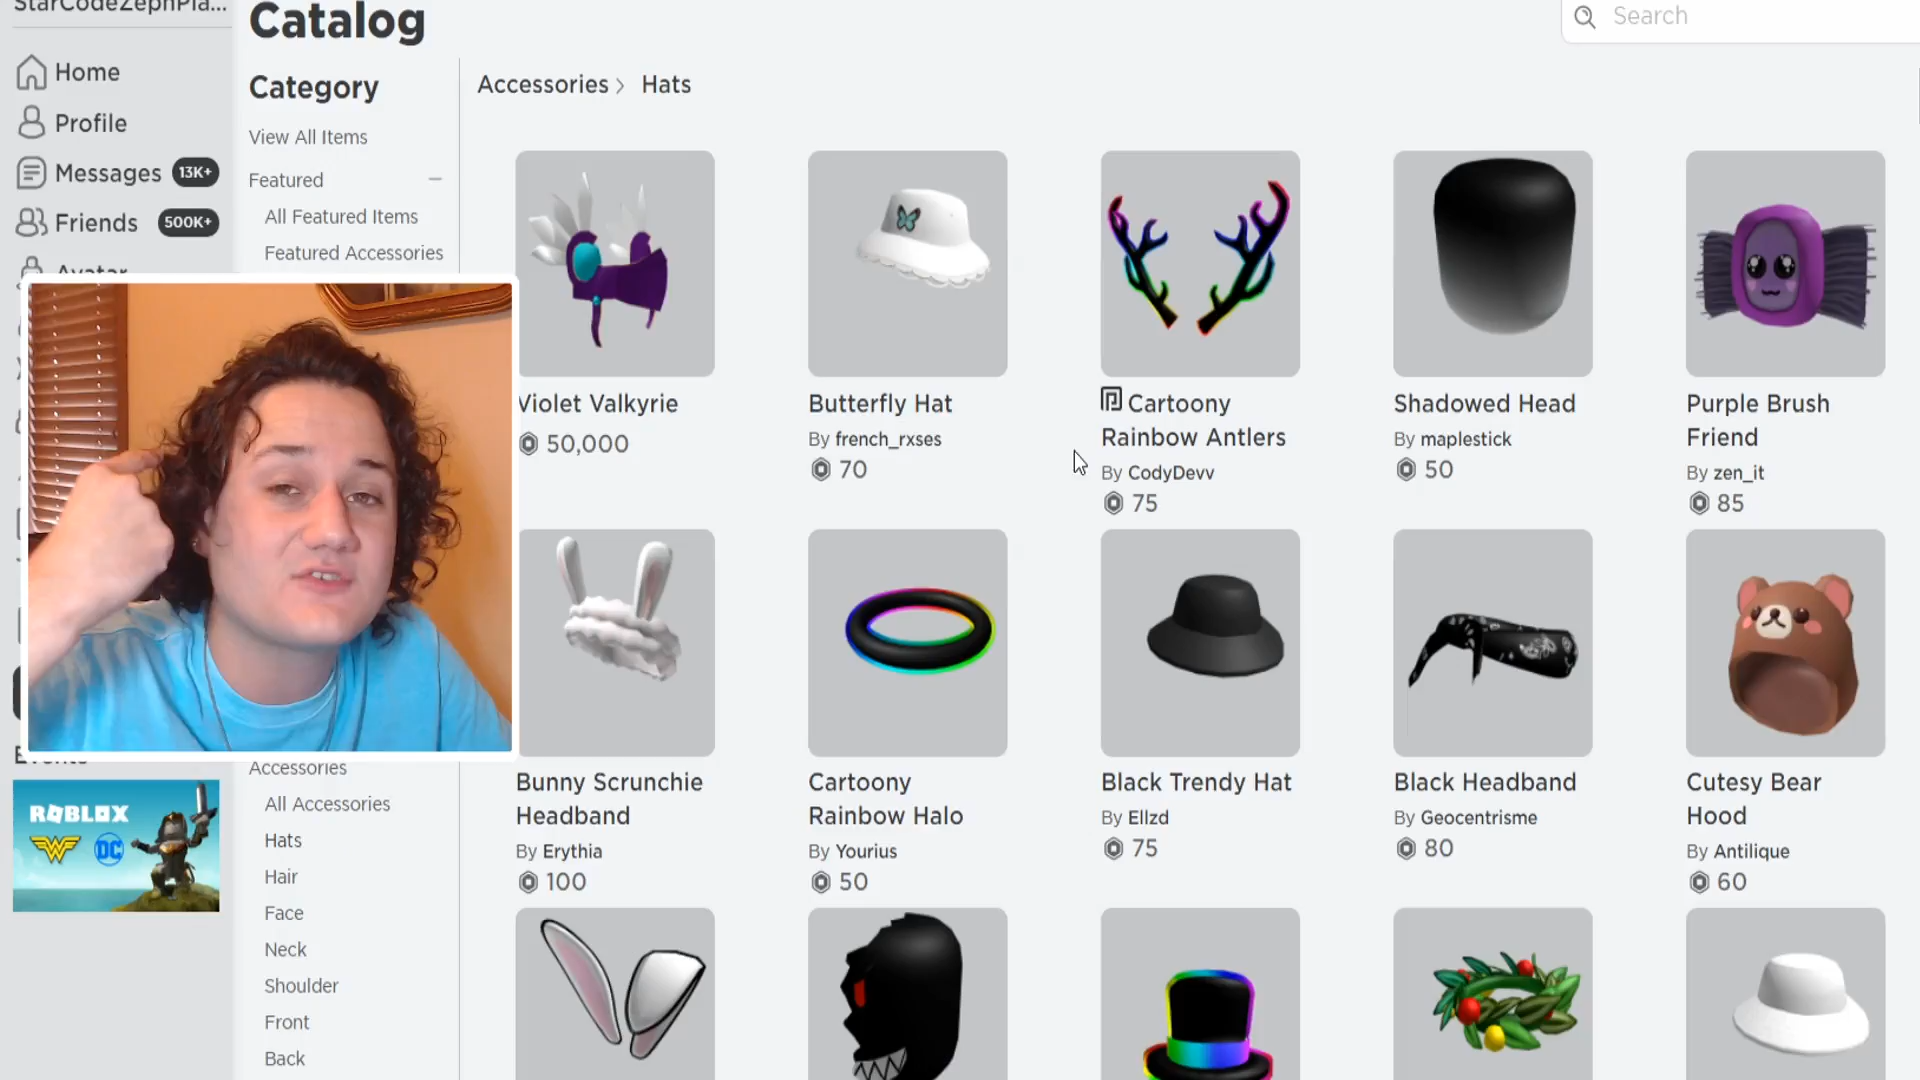 StarCodeZephPla...
Catalog
Search
Home
Profile
Messages 13K+
Friends 500K+
Avatar
Category
View All Items
Featured
All Featured Items
Featured Accessories
Accessories > Hats
Violet Valkyrie
50,000
Butterfly Hat
By french_rxses
70
Cartoony
Rainbow Antlers
By CodyDevv
75
Shadowed Head
By maplestick
50
Purple Brush
Friend
By zen_it
85
Bunny Scrunchie
Headband
By Erythia
100
Cartoony
Rainbow Halo
By Yourius
50
Black Trendy Hat
By Ellzd
75
Black Headband
By Geocentrisme
80
Cutesy Bear
Hood
By Antilique
60
Events
ROBLOX
DC
Accessories
All Accessories
Hats
Hair
Face
Neck
Shoulder
Front
Back